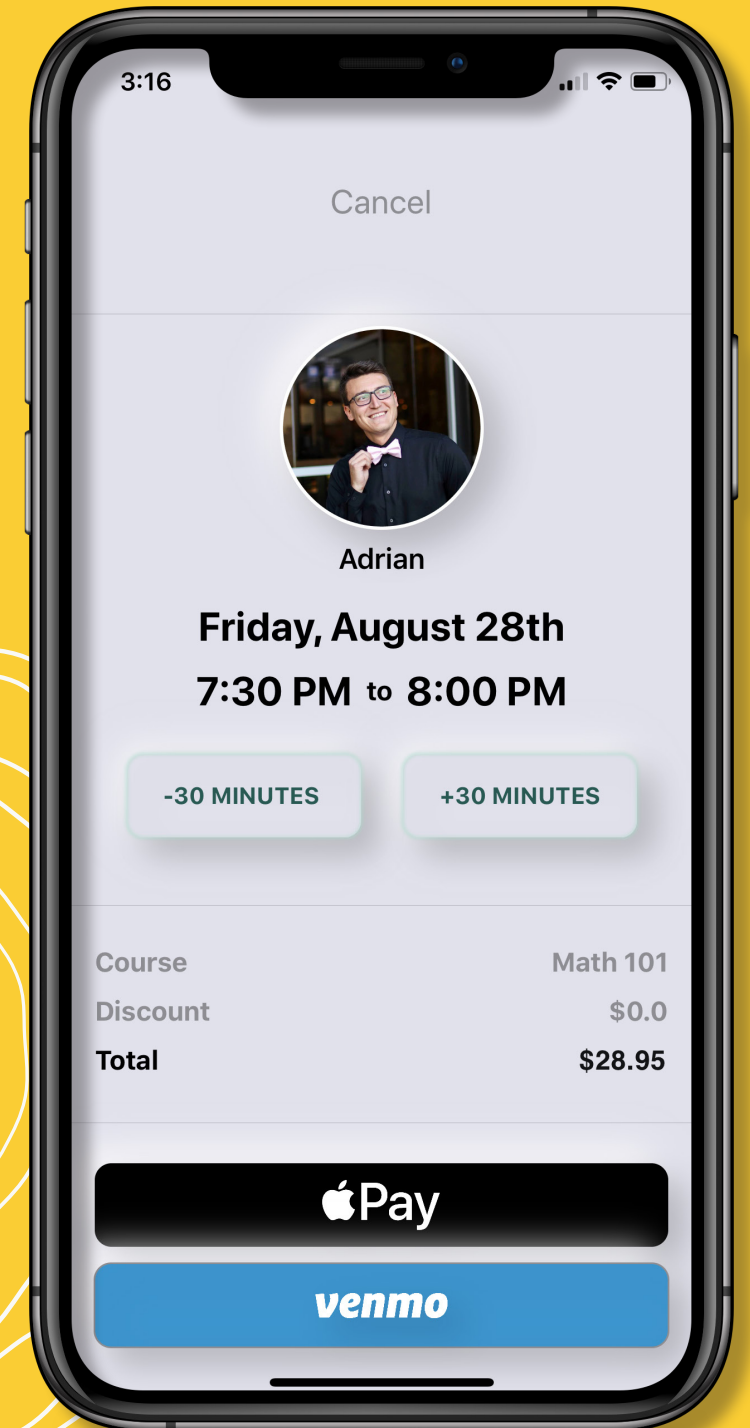 3:16
Cancel
Adrian
Friday, August 28th
7:30 PM to 8:00 PM
-30 MINUTES +30 MINUTES
Course Math 101
Discount $0.0
Total $28.95
Pay
venmo